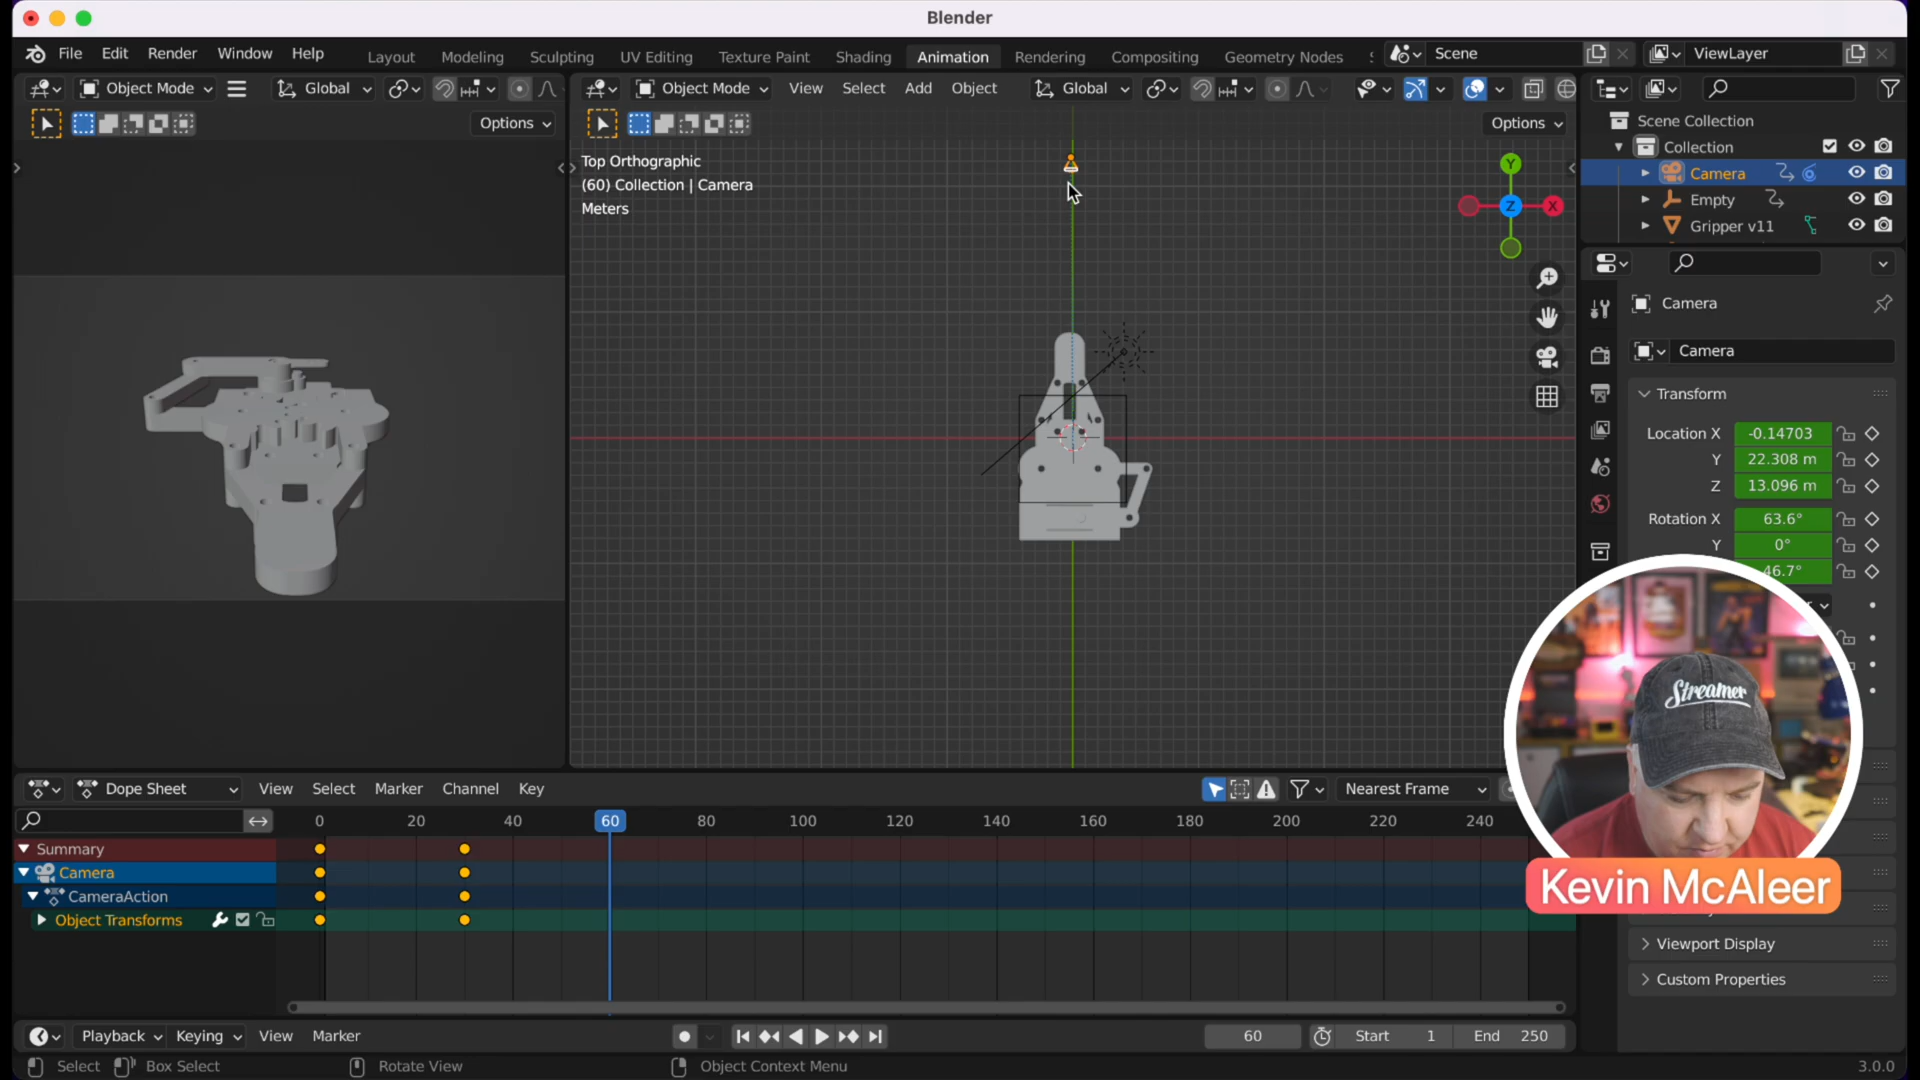 Blender
File Edit Render Window Help Layout Modeling Sculpting UV Editing Texture Paint Shading Animation Rendering Compositing Geometry Nodes Scene ViewLayer
Object Mode Global Object Mode View Select Add Object Global
Options Options
Top Orthographic
(60) Collection | Camera
Meters
Y
X
Z
Scene Collection
Collection
Camera
Empty
Gripper v11
Camera
Camera
Transform
Location X -0.14703
Y 22.308 m
Z 13.096 m
Rotation X 63.6°
Y 0°
46.7°
Streamer
Kevin McAleer
Viewport Display
Custom Properties
Dope Sheet View Select Marker Channel Key Nearest Frame
0 20 40 60 80 100 120 140 160 180 200 220 240
Summary
Camera
CameraAction
Object Transforms
Playback Keying View Marker 60 Start 1 End 250
Select Box Select Rotate View Object Context Menu 3.0.0